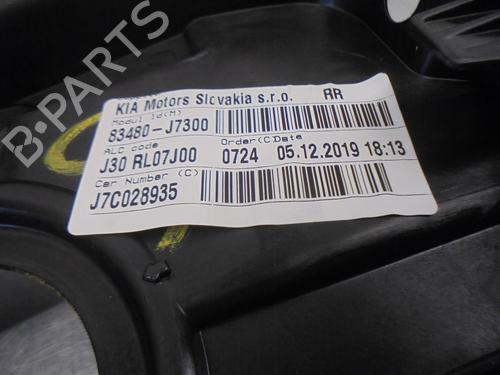 KIA Motors Slovakia s.r.o. RR
Modul id(M)
83480-J7300
ALC code Order(C)Date
J30 RL07J00 0724 05.12.2019 18:13
Car Number (C)
J7C028935
B-PARTS